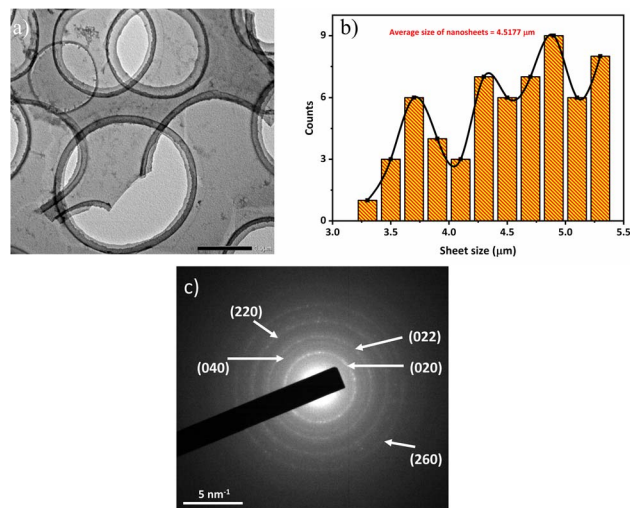 a)
b)
Average size of nanosheets = 4.5177 μm
Counts
9
6
3
0
3.0
3.5
4.0
4.5
5.0
5.5
Sheet size (μm)
c)
(220)
(022)
(040)
(020)
(260)
5 nm⁻¹